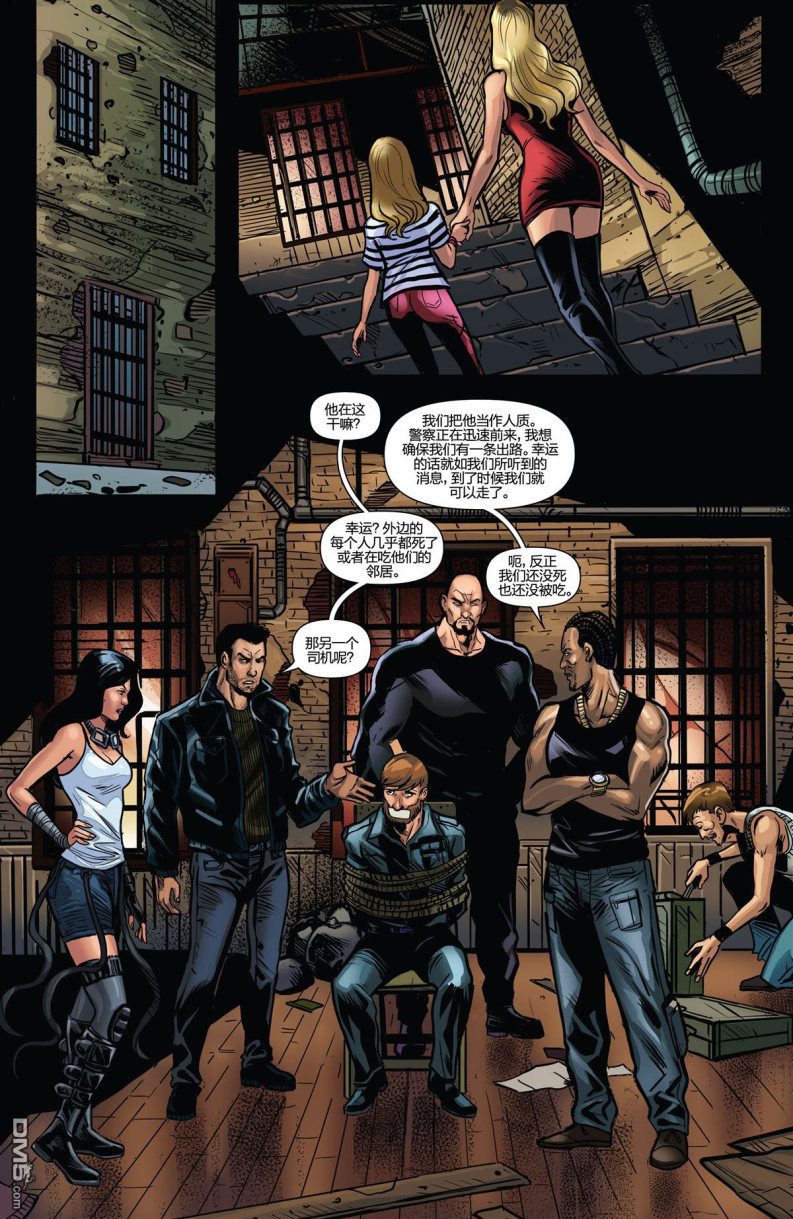 他在这
干嘛?
我们把他当作人质。
警察正在迅速前来,我想
确保我们有一条出路。幸运
的话就如我们所听到的
消息,到了时候我们就
可以走了。
幸运?外边的
每个人几乎都死了
或者在吃他们的
邻居。
呃,反正
我们还没死
也还没被吃。
那另一个
司机呢?
DM5.com